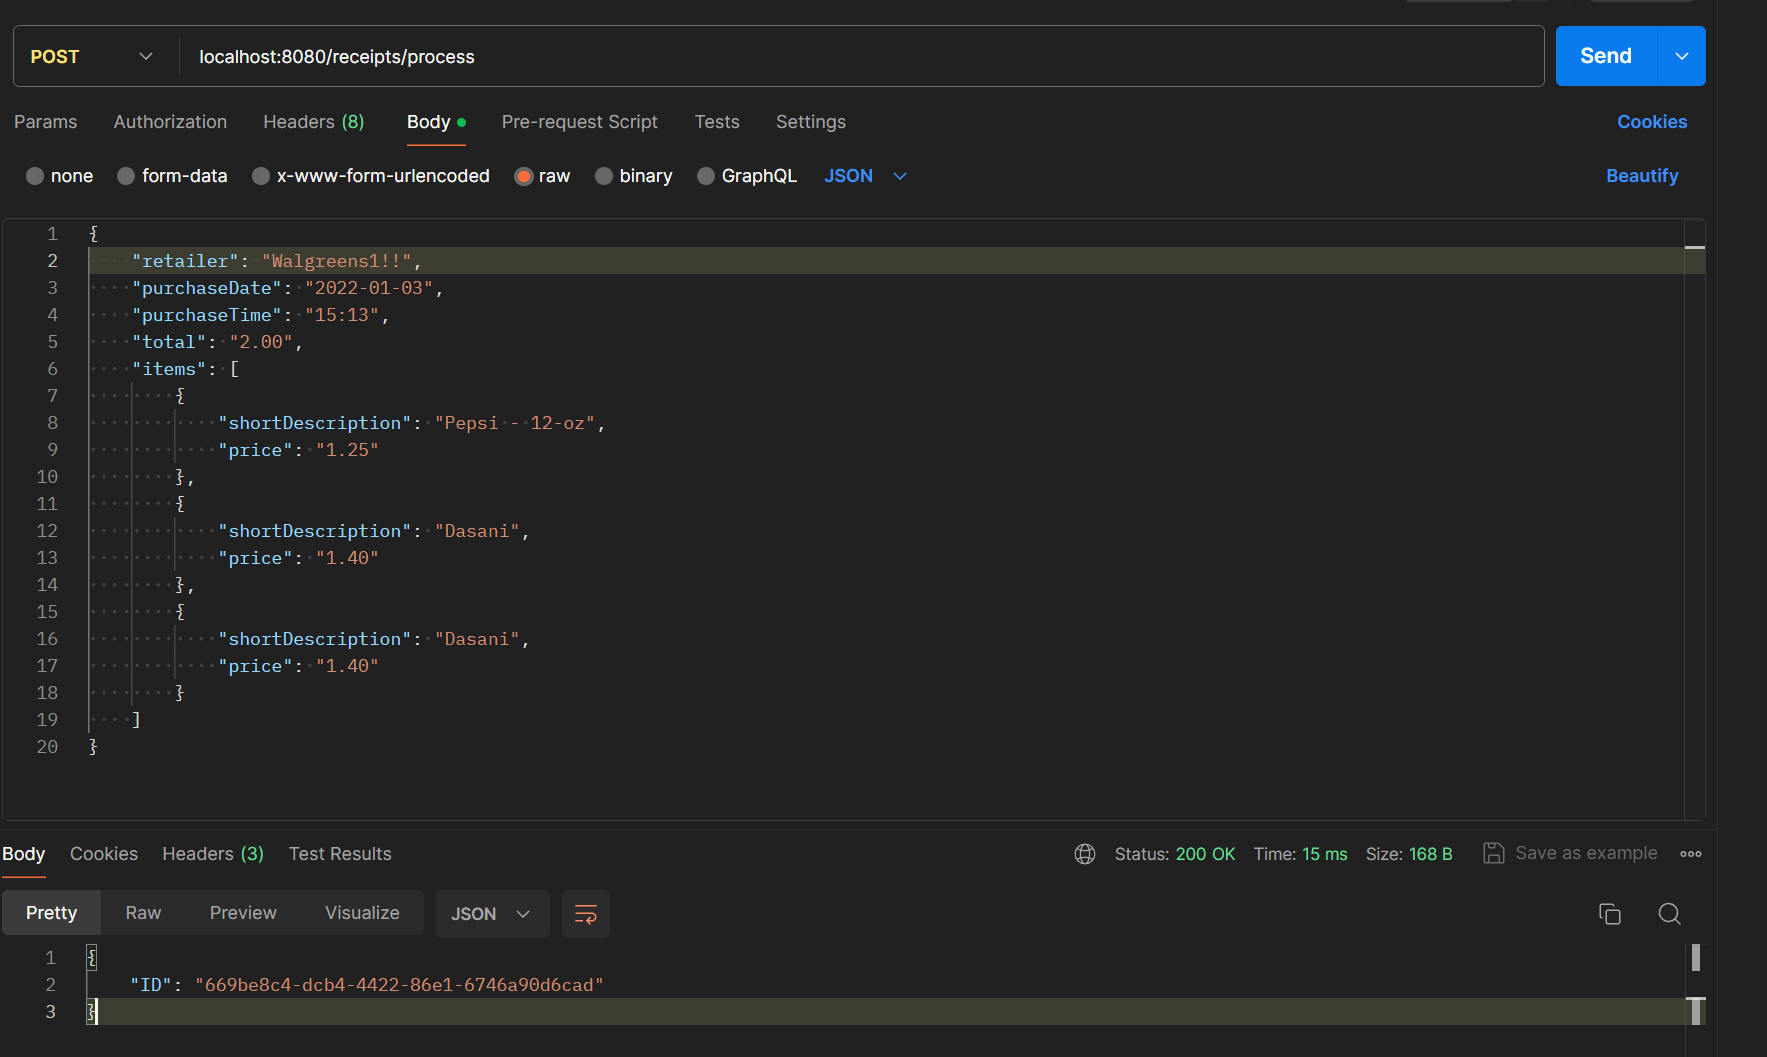 POST localhost:8080/receipts/process Send
Params Authorization Headers (8) Body Pre-request Script Tests Settings Cookies
none form-data x-www-form-urlencoded raw binary GraphQL JSON Beautify
1 {
2 "retailer": "Walgreens1!!",
3 "purchaseDate": "2022-01-03",
4 "purchaseTime": "15:13",
5 "total": "2.00",
6 "items": [
7 {
8 "shortDescription": "Pepsi - 12-oz",
9 "price": "1.25"
10 },
11 {
12 "shortDescription": "Dasani",
13 "price": "1.40"
14 },
15 {
16 "shortDescription": "Dasani",
17 "price": "1.40"
18 }
19 ]
20 }
Body Cookies Headers (3) Test Results Status: 200 OK Time: 15 ms Size: 168 B Save as example
Pretty Raw Preview Visualize JSON
1 {
2 "ID": "669be8c4-dcb4-4422-86e1-6746a90d6cad"
3 }